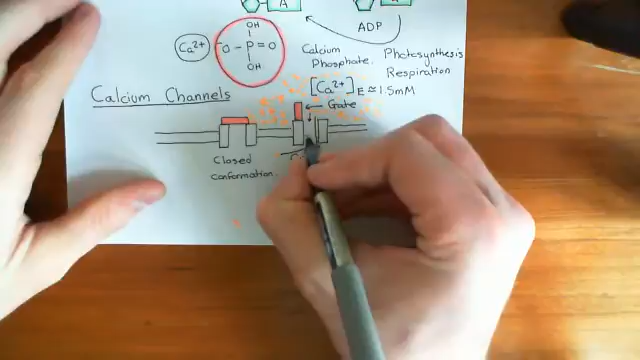 A
ADP
OH
Ca²⁺
⁻O – P = O
OH
Calcium
Phosphate.
Photosynthesis
Respiration
[Ca²⁺]E ≃ 1.5mM
Calcium Channels
Gate
Closed
conformation.